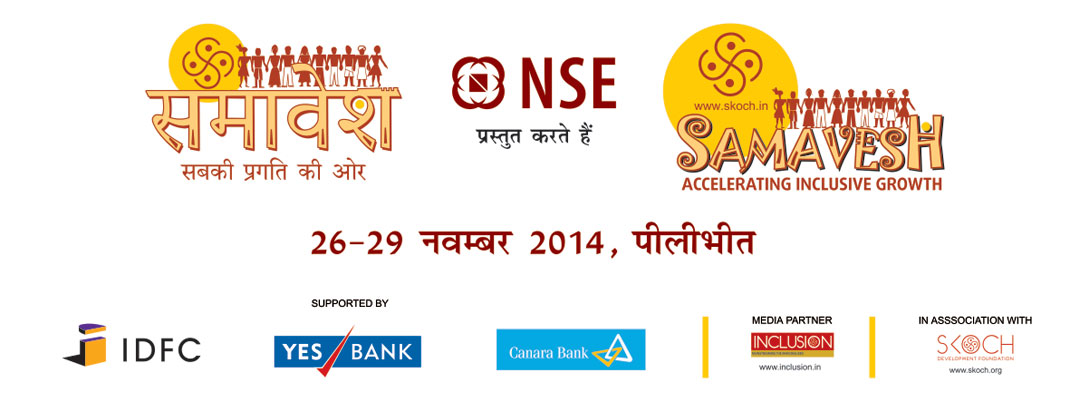 समावेश
सबकी प्रगति की ओर
NSE
प्रस्तुत करते हैं
www.skoch.in
SAMAVESH
ACCELERATING INCLUSIVE GROWTH
26-29 नवम्बर 2014, पीलीभीत
SUPPORTED BY
IDFC
YES BANK
Canara Bank
MEDIA PARTNER
INCLUSION
www.inclusion.in
IN ASSSOCIATION WITH
SKOCH
DEVELOPMENT FOUNDATION
www.skoch.org